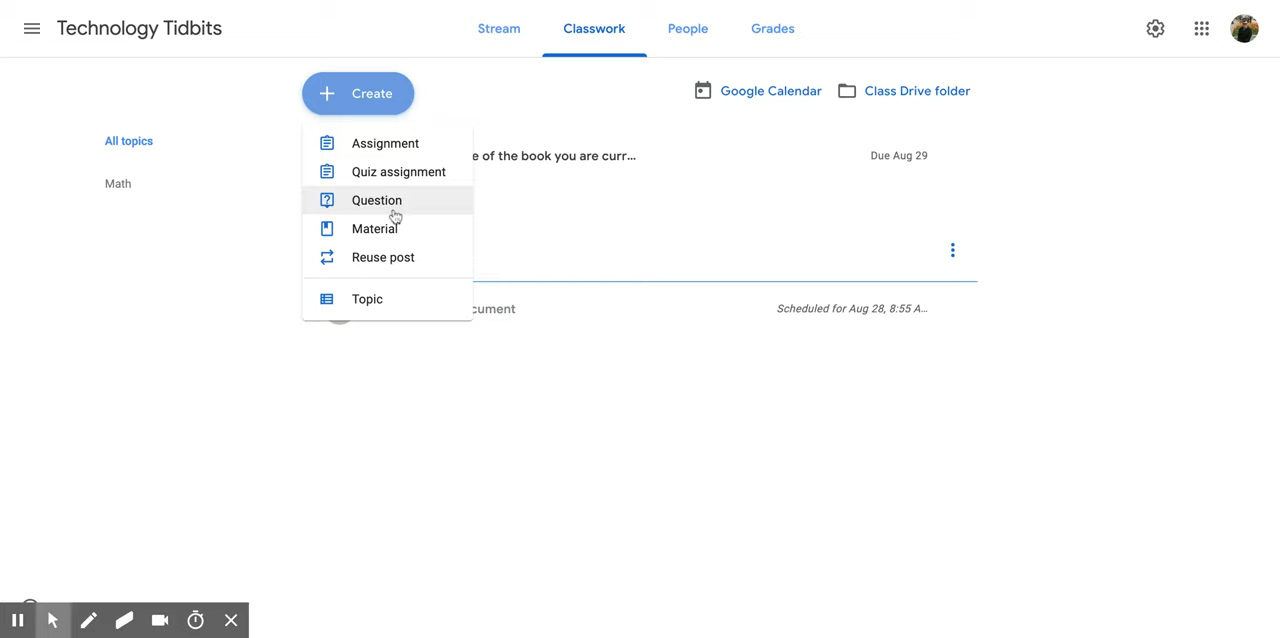 Technology Tidbits
Stream
Classwork
People
Grades
Create
Google Calendar
Class Drive folder
All topics
Math
Assignment
Quiz assignment
Question
Material
Reuse post
Topic
e of the book you are curr...
Due Aug 29
cument
Scheduled for Aug 28, 8:55 A...